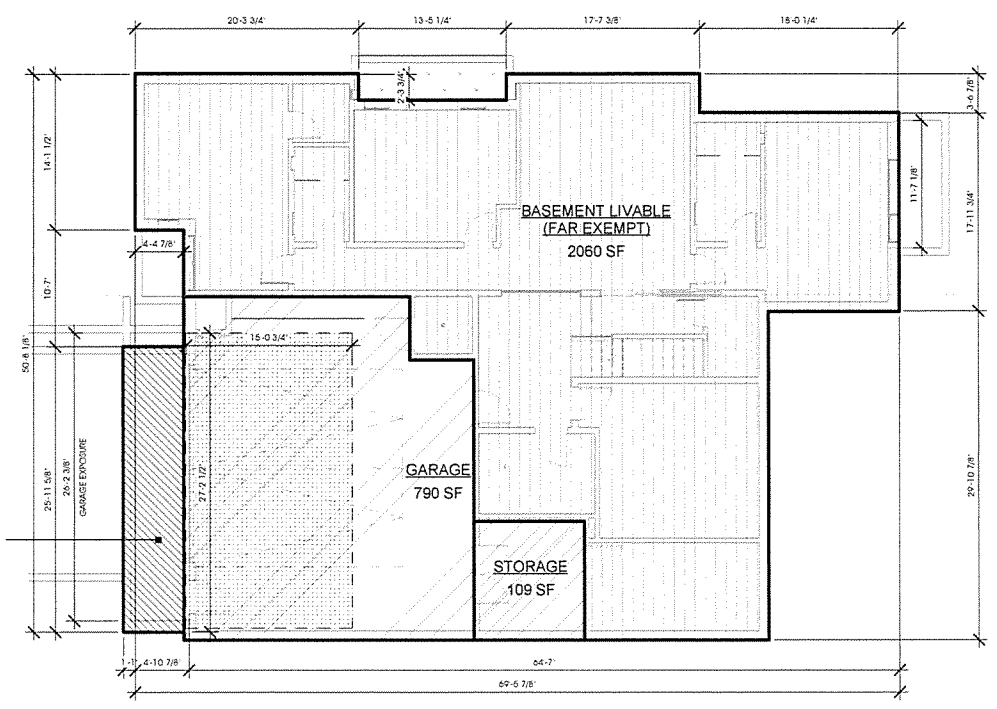 20'-3 3/4"
13'-5 1/4"
17'-7 3/8"
18'-0 1/4"
2'-3 3/4"
3'-6 7/8"
14'-1 1/2"
11'-7 1/8"
17'-11 3/4"
BASEMENT LIVABLE
(FAR EXEMPT)
2060 SF
4'-4 7/8"
10'-7"
50'-8 1/8"
15'-0 3/4"
GARAGE
790 SF
26'-2 3/8"
GARAGE EXPOSURE
25'-11 5/8"
27'-2 1/2"
29'-10 7/8"
STORAGE
109 SF
1'-1"
4'-10 7/8"
64'-7"
69'-5 7/8"